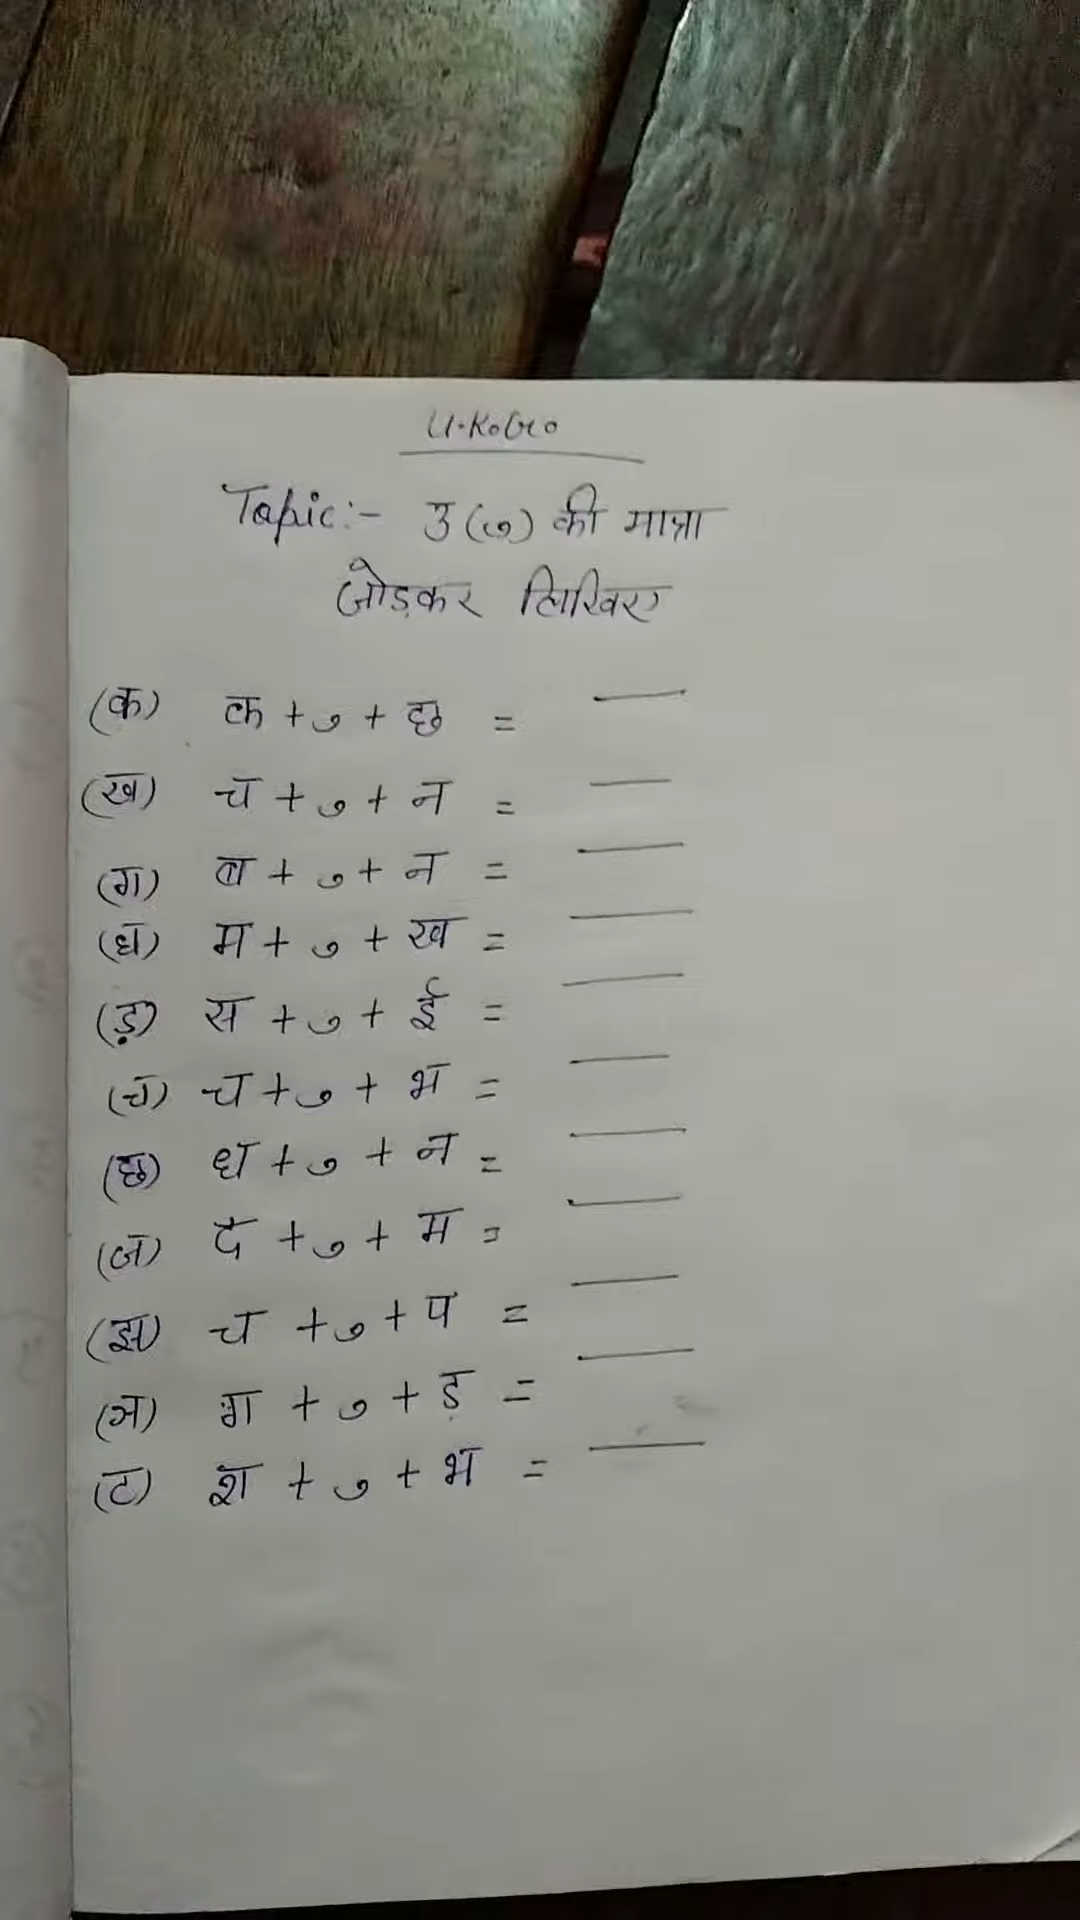 U.K.G.
Topic:- उ (ु) की मात्रा
जोड़कर लिखिए
(क) क + ु + छ = —
(ख) च + ु + न = —
(ग) ब + ु + न = —
(घ) म + ु + ख = —
(ड़) स + ु + ई = —
(च) च + ु + भ = —
(छ) ध + ु + न = —
(ज) द + ु + म = —
(झ) च + ु + प = —
(ञ) ग + ु + ड़ = —
(ट) श + ु + भ = —